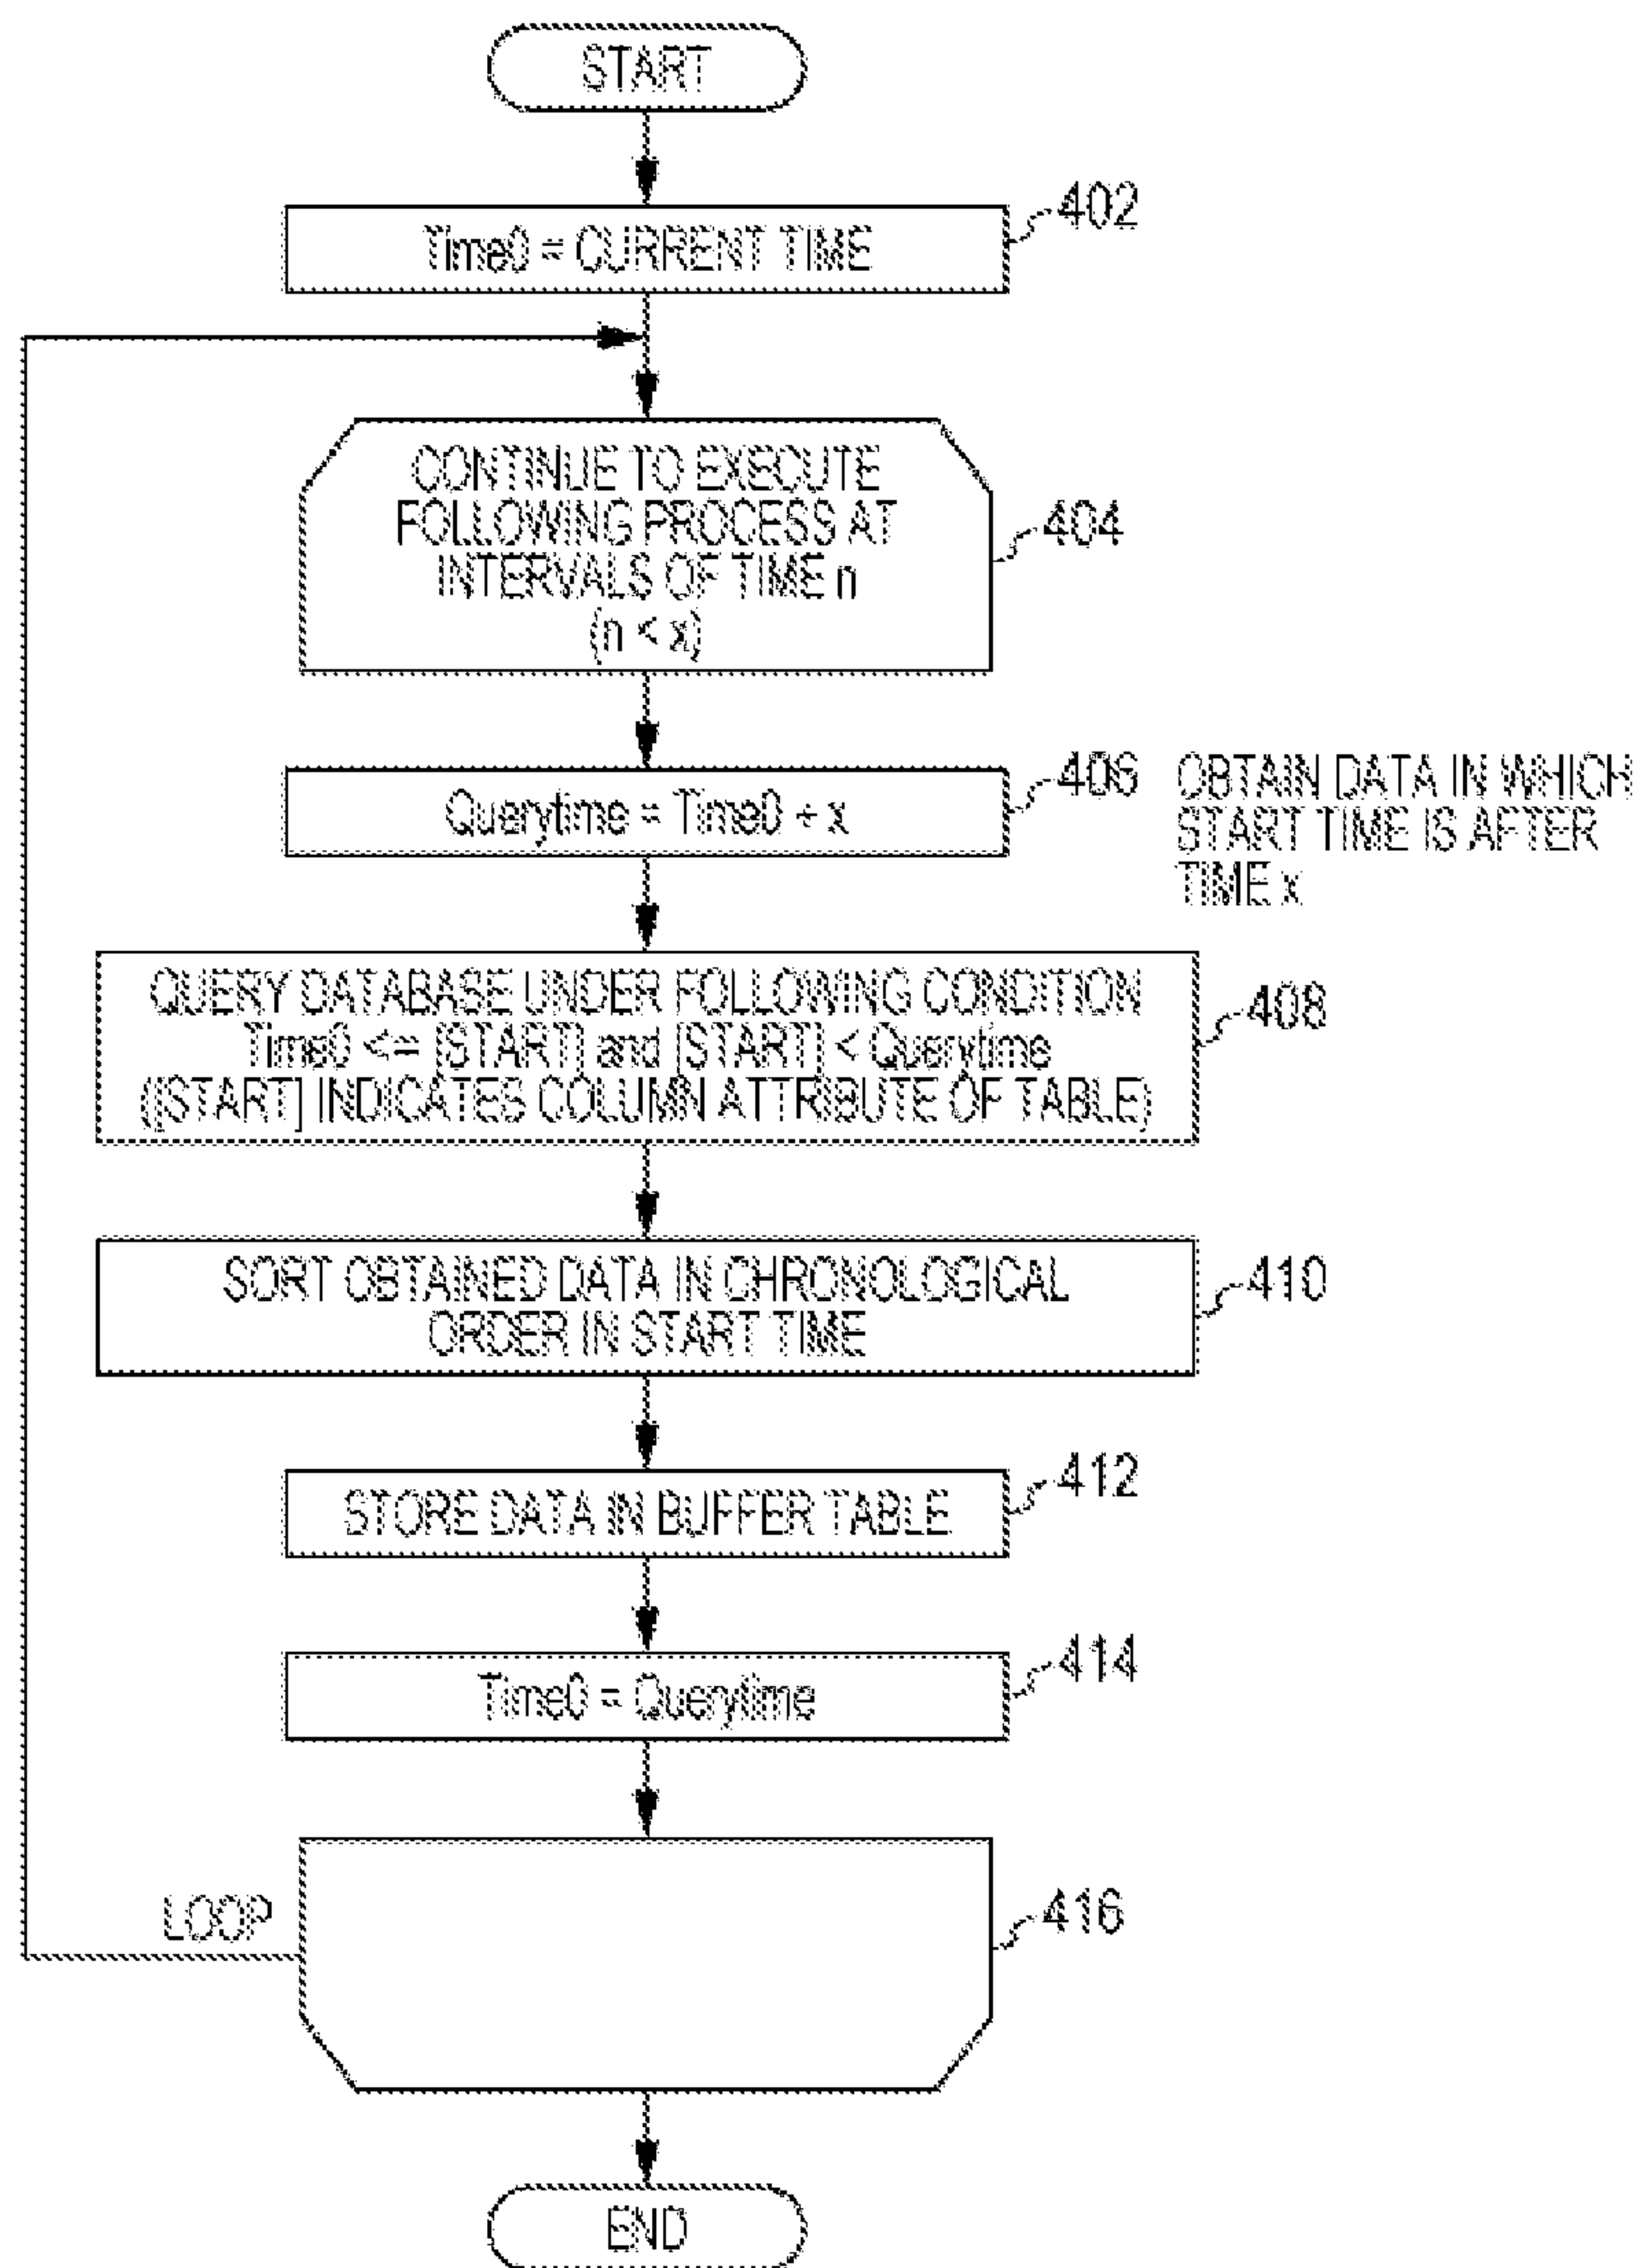 START
Time0 = CURRENT TIME
402
CONTINUE TO EXECUTE
FOLLOWING PROCESS AT
INTERVALS OF TIME n
(n < x)
404
Querytime = Time0 + x
406
OBTAIN DATA IN WHICH
START TIME IS AFTER
TIME x
QUERY DATABASE UNDER FOLLOWING CONDITION
Time0 <= [START] and [START] < Querytime
([START] INDICATES COLUMN ATTRIBUTE OF TABLE)
408
SORT OBTAINED DATA IN CHRONOLOGICAL
ORDER IN START TIME
410
STORE DATA IN BUFFER TABLE
412
Time0 = Querytime
414
LOOP
416
END